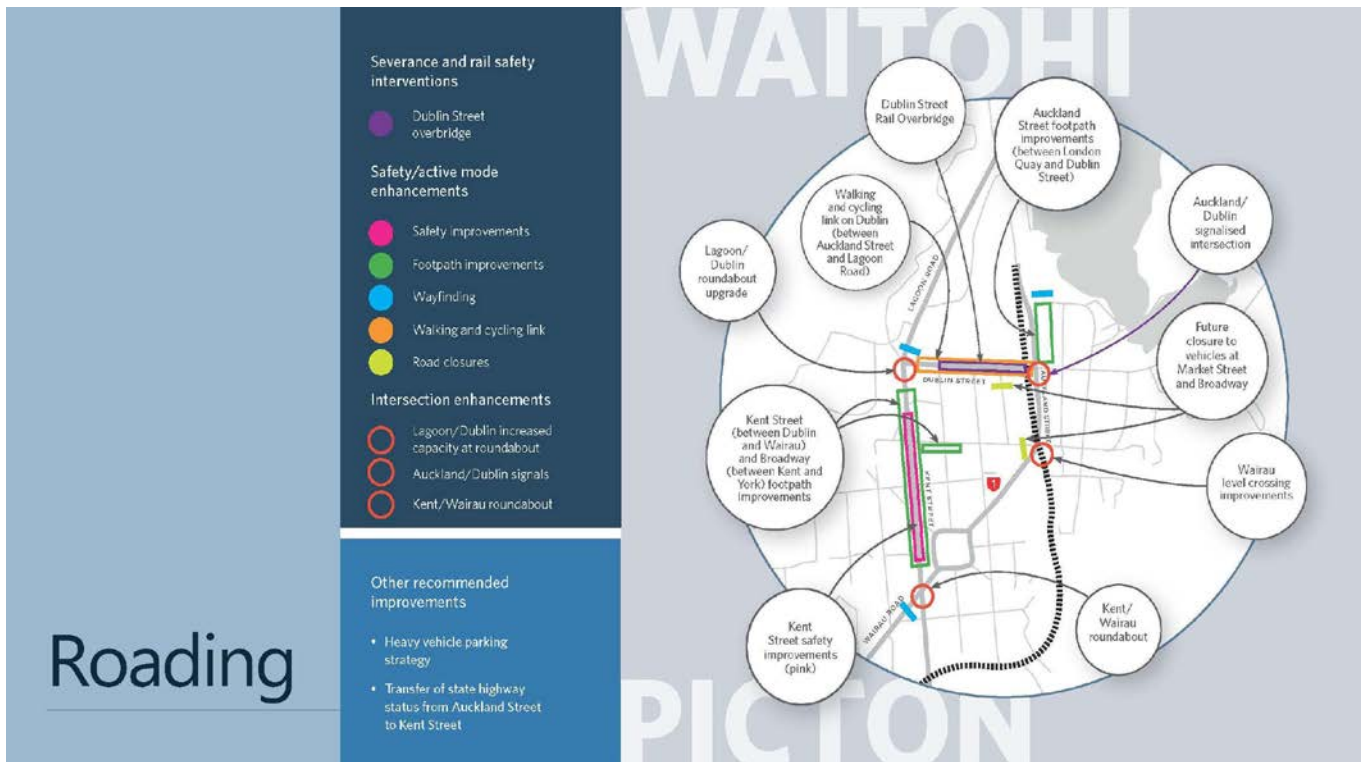 Roading
Severance and rail safety
interventions
Dublin Street
overbridge
Safety/active mode
enhancements
Safety improvements
Footpath improvements
Wayfinding
Walking and cycling link
Road closures
Intersection enhancements
Lagoon/Dublin increased
capacity at roundabout
Auckland/Dublin signals
Kent/Wairau roundabout
Other recommended
improvements
• Heavy vehicle parking
strategy
• Transfer of state highway
status from Auckland Street
to Kent Street
WAITOHI
Dublin Street
Rail Overbridge
Auckland
Street footpath
improvements
(between London
Quay and Dublin
Street)
Walking
and cycling
link on Dublin
(between
Auckland Street
and Lagoon
Road)
Auckland/
Dublin
signalised
intersection
Lagoon/
Dublin
roundabout
upgrade
LAGOON ROAD
Future
closure to
vehicles at
Market Street
and Broadway
DUBLIN STREET
AUCKLAND STREET
Kent Street
(between Dublin
and Wairau)
and Broadway
(between Kent and
York) footpath
improvements
KENT STREET
1
Wairau
level crossing
improvements
WAIRAU ROAD
Kent
Street safety
improvements
(pink)
Kent/
Wairau
roundabout
PICTON